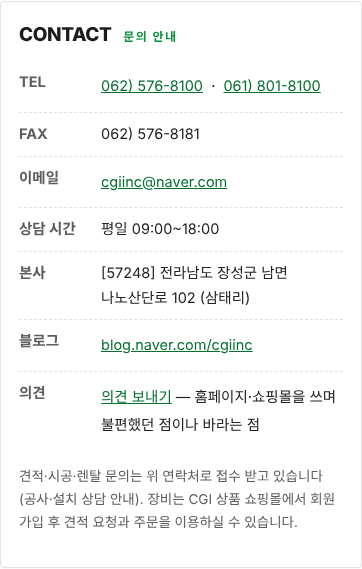 CONTACT 문의 안내
TEL 062) 576-8100 · 061) 801-8100
FAX 062) 576-8181
이메일 cgiinc@naver.com
상담 시간 평일 09:00~18:00
본사 [57248] 전라남도 장성군 남면
나노산단로 102 (삼태리)
블로그 blog.naver.com/cgiinc
의견 의견 보내기 — 홈페이지·쇼핑몰을 쓰며
불편했던 점이나 바라는 점
견적·시공·렌탈 문의는 위 연락처로 접수 받고 있습니다
(공사·설치 상담 안내). 장비는 CGI 상품 쇼핑몰에서 회원
가입 후 견적 요청과 주문을 이용하실 수 있습니다.